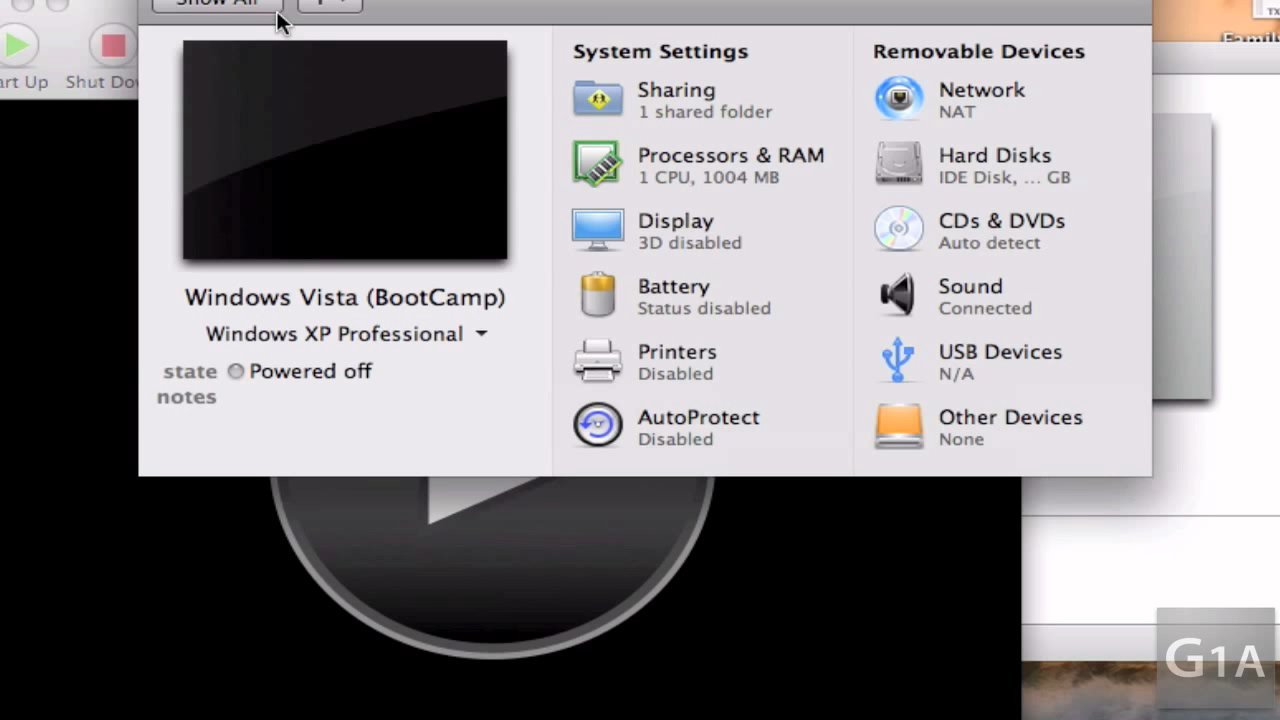 Show All
art Up
Shut Dow
System Settings
Sharing
1 shared folder
Processors & RAM
1 CPU, 1004 MB
Display
3D disabled
Battery
Status disabled
Printers
Disabled
AutoProtect
Disabled
Removable Devices
Network
NAT
Hard Disks
IDE Disk, ... GB
CDs & DVDs
Auto detect
Sound
Connected
USB Devices
N/A
Other Devices
None
Windows Vista (BootCamp)
Windows XP Professional
state Powered off
notes
TX
Famil
G1A